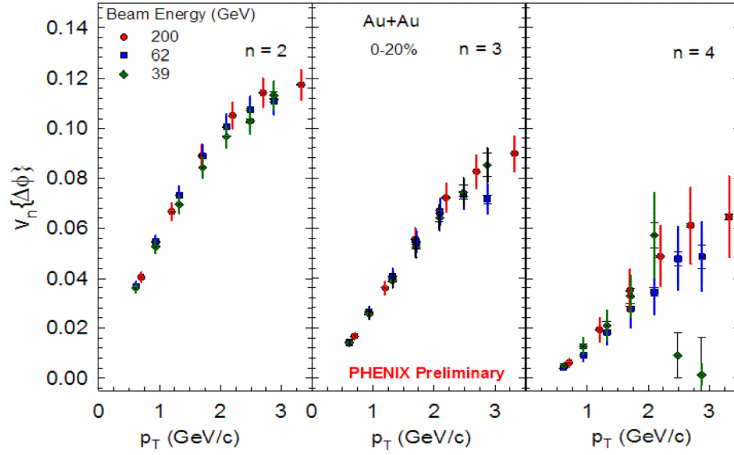 Beam Energy (GeV)
200
62
39
n = 2
Au+Au
0-20%
n = 3
n = 4
V_n{Δϕ}
0.14
0.12
0.10
0.08
0.06
0.04
0.02
0.00
PHENIX Preliminary
0 1 2 3
0 1 2 3
1 2 3
p_T (GeV/c)
p_T (GeV/c)
p_T (GeV/c)